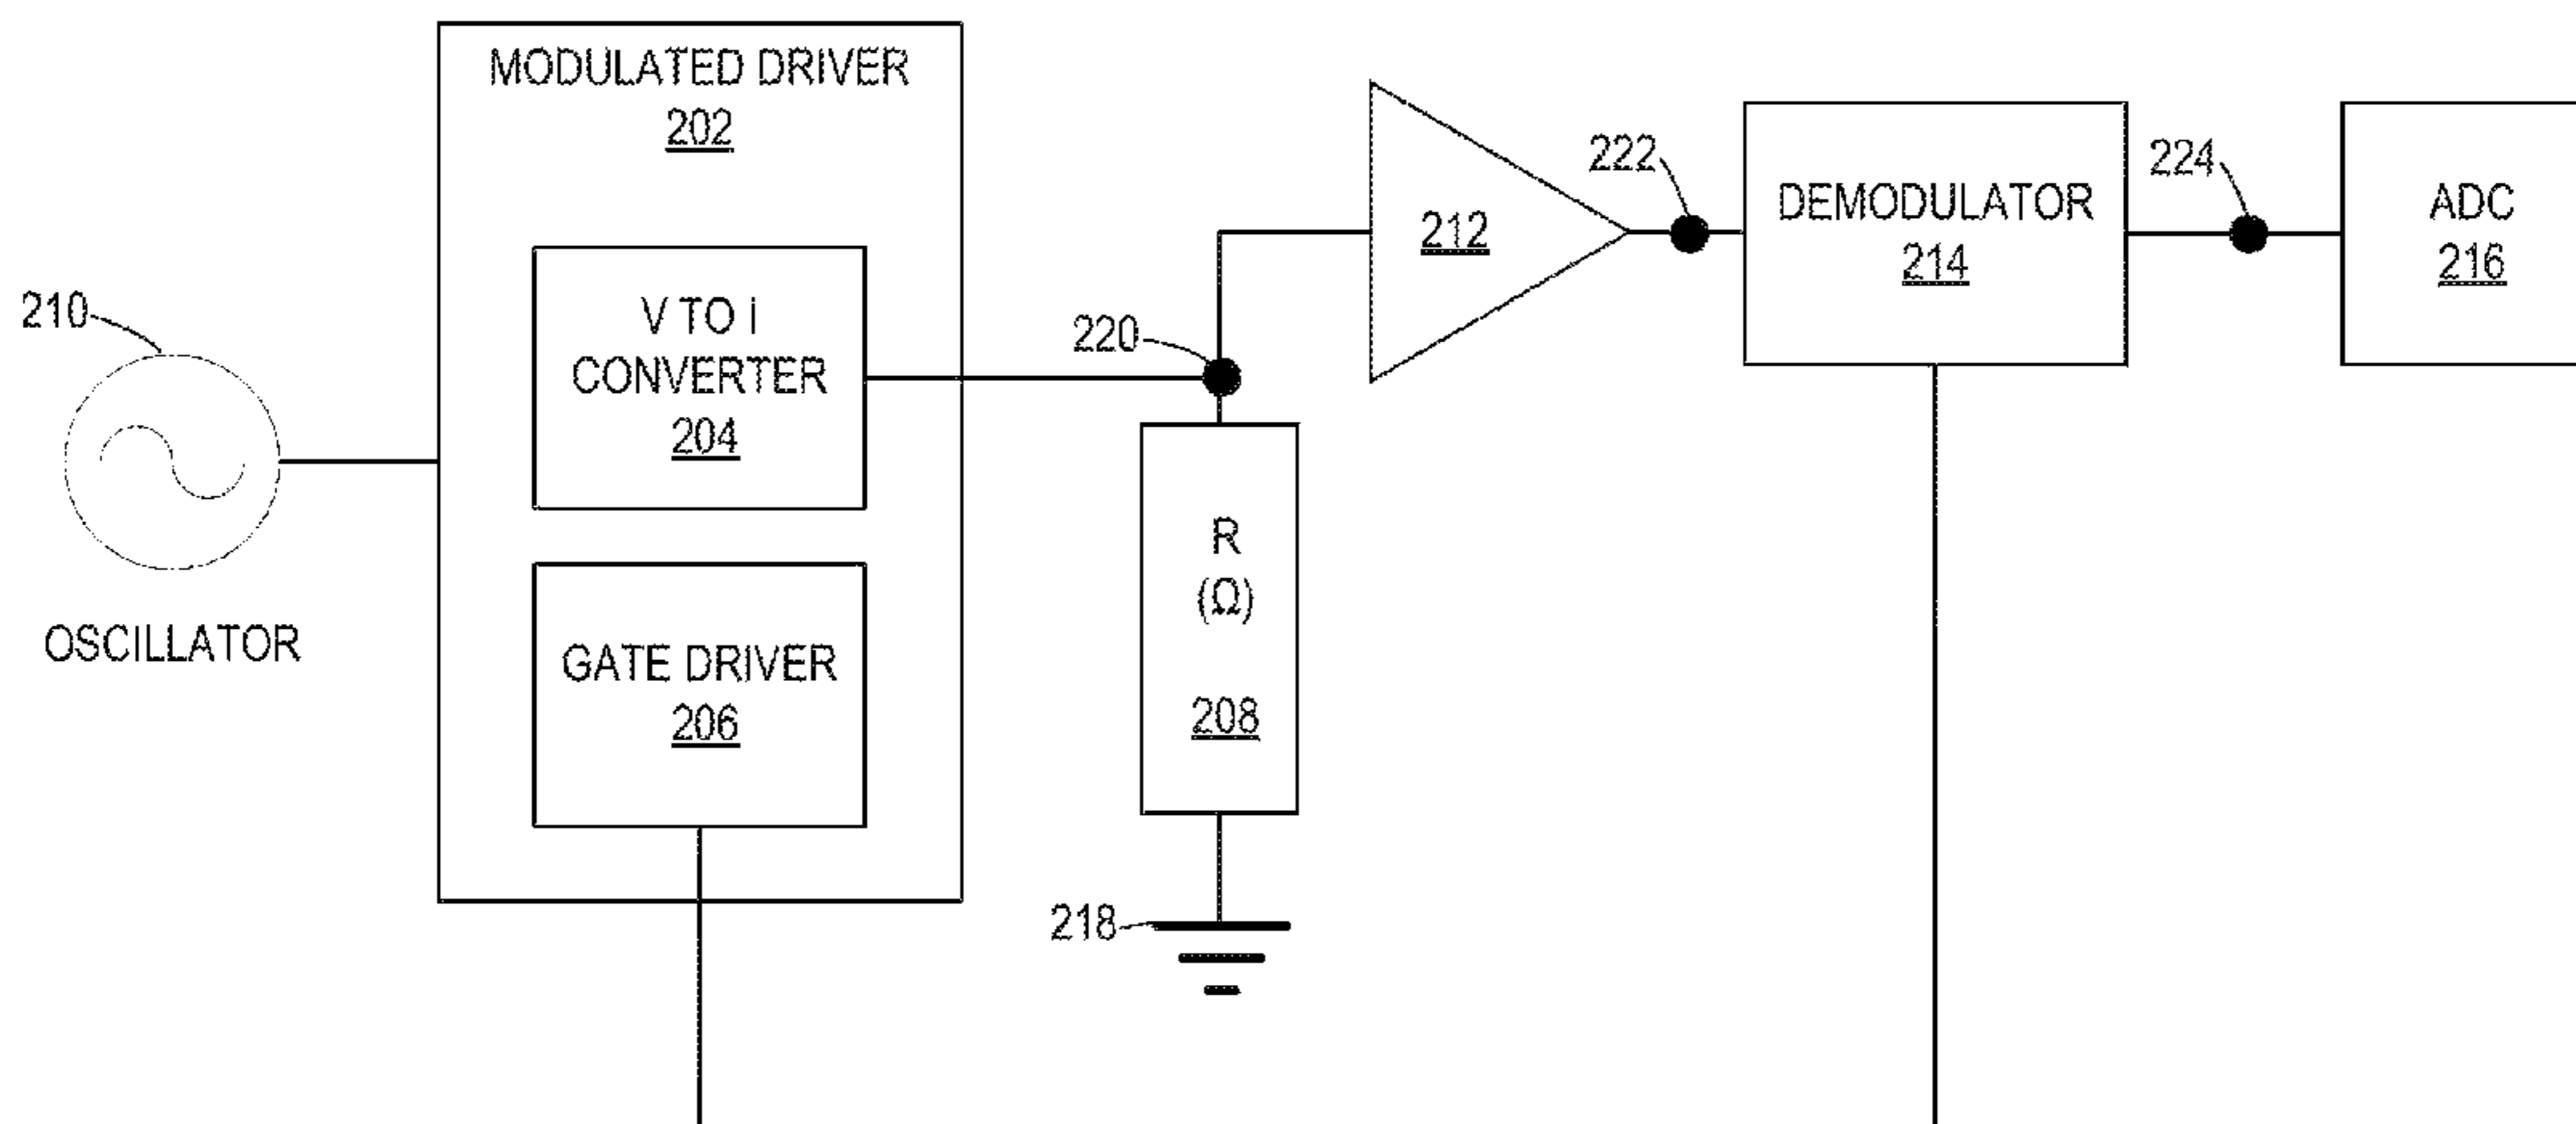 MODULATED DRIVER
202
V TO I
CONVERTER
204
GATE DRIVER
206
210
OSCILLATOR
220
R
(Ω)
208
218
212
222
DEMODULATOR
214
224
ADC
216